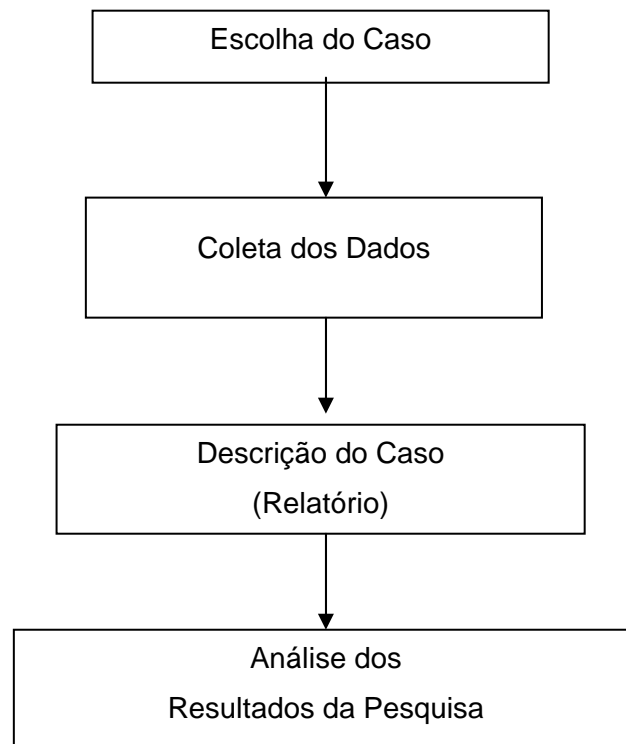 Escolha do Caso
Coleta dos Dados
Descrição do Caso
(Relatório)
Análise dos
Resultados da Pesquisa